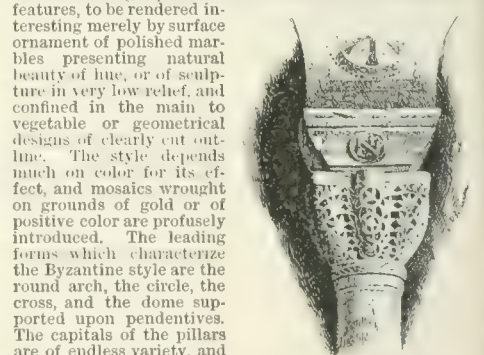 features, to be rendered in-
teresting merely by surface
ornament of polished mar-
bles presenting natural
beauty of hue, or of sculp-
ture in very low relief, and
confined in the main to
vegetable or geometrical
designs of clearly cut out-
line. The style depends
much on color for its ef-
fect, and mosaics wrought
on grounds of gold or of
positive color are profusely
introduced. The leading
forms which characterize
the Byzantine style are the
round arch, the circle, the
cross, and the dome sup-
ported upon pendentives.
The capitals of the pillars
are of endless variety, and